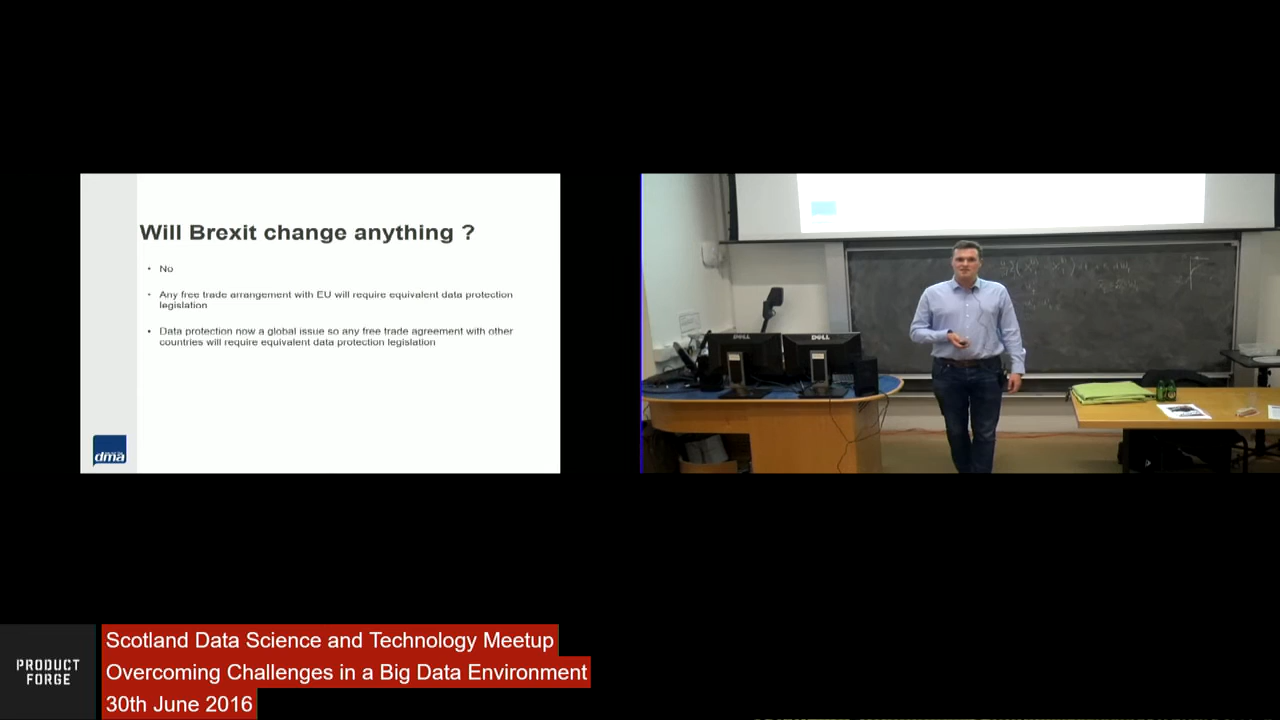 Will Brexit change anything ?
• No
• Any free trade arrangement with EU will require equivalent data protection
legislation
• Data protection now a global issue so any free trade agreement with other
countries will require equivalent data protection legislation
dma
DELL
DELL
PRODUCT
FORGE
Scotland Data Science and Technology Meetup
Overcoming Challenges in a Big Data Environment
30th June 2016